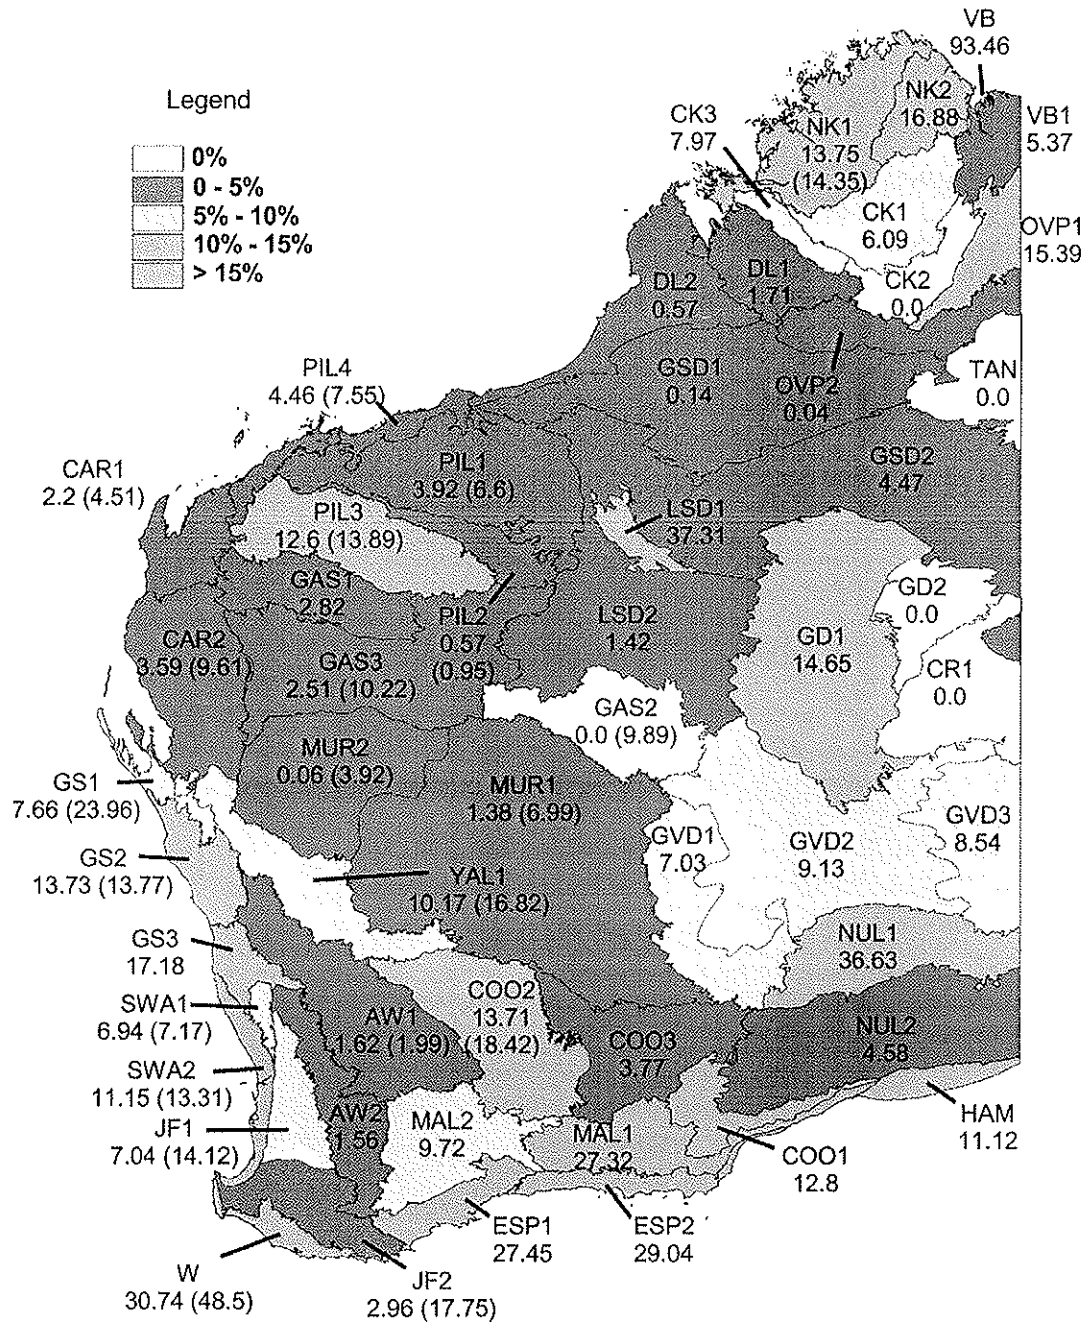 Legend
0%
0 - 5%
5% - 10%
10% - 15%
> 15%
VB
93.46
NK2
16.88
VB1
5.37
CK3
7.97
NK1
13.75
(14.35)
CK1
6.09
OVP1
15.39
CK2
0.0
DL1
1.71
DL2
0.57
TAN
0.0
GSD1
0.14
OVP2
0.04
PIL4
4.46 (7.55)
GSD2
4.47
PIL1
3.92 (6.6)
CAR1
2.2 (4.51)
LSD1
37.31
PIL3
12.6 (13.89)
GAS1
2.82
GD2
0.0
PIL2
0.57
(0.95)
LSD2
1.42
GD1
14.65
CAR2
3.59 (9.61)
GAS3
2.51 (10.22)
CR1
0.0
GAS2
0.0 (9.89)
MUR2
0.06 (3.92)
MUR1
1.38 (6.99)
GS1
7.66 (23.96)
GVD3
8.54
GVD1
7.03
GVD2
9.13
GS2
13.73 (13.77)
YAL1
10.17 (16.82)
NUL1
36.63
GS3
17.18
COO2
13.71
(18.42)
SWA1
6.94 (7.17)
AW1
1.62 (1.99)
NUL2
4.58
COO3
3.77
SWA2
11.15 (13.31)
AW2
1.56
MAL2
9.72
HAM
11.12
JF1
7.04 (14.12)
MAL1
27.32
COO1
12.8
ESP1
27.45
ESP2
29.04
W
30.74 (48.5)
JF2
2.96 (17.75)